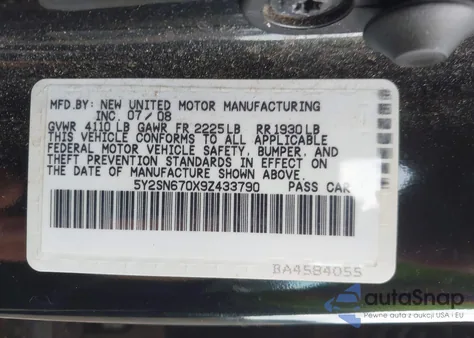 MFD.BY: NEW UNITED MOTOR MANUFACTURING
INC. 07/08
GVWR 4110 LB GAWR FR 2225 LB RR 1930 LB
THIS VEHICLE CONFORMS TO ALL APPLICABLE
FEDERAL MOTOR VEHICLE SAFETY, BUMPER, AND
THEFT PREVENTION STANDARDS IN EFFECT ON
THE DATE OF MANUFACTURE SHOWN ABOVE.
5Y2SN670X9Z433790 PASS CAR
BA4584055
autoSnap
Pewne auta z aukcji USA i EU